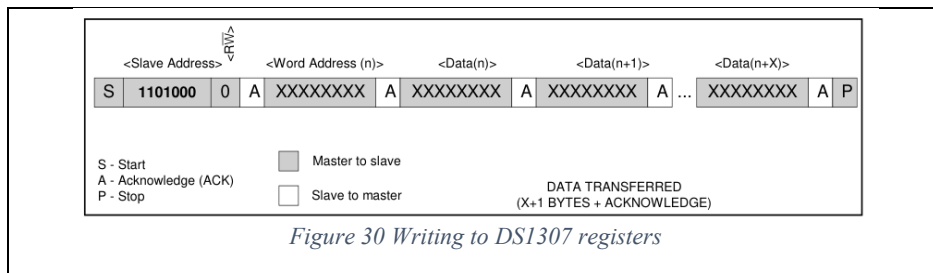 <RW>
<Slave Address> <Word Address (n)> <Data(n)> <Data(n+1)> <Data(n+X)>
S 1101000 0 A XXXXXXXX A XXXXXXXX A XXXXXXXX A ... XXXXXXXX A P
S - Start
A - Acknowledge (ACK)
P - Stop
Master to slave
Slave to master
DATA TRANSFERRED
(X+1 BYTES + ACKNOWLEDGE)
Figure 30 Writing to DS1307 registers